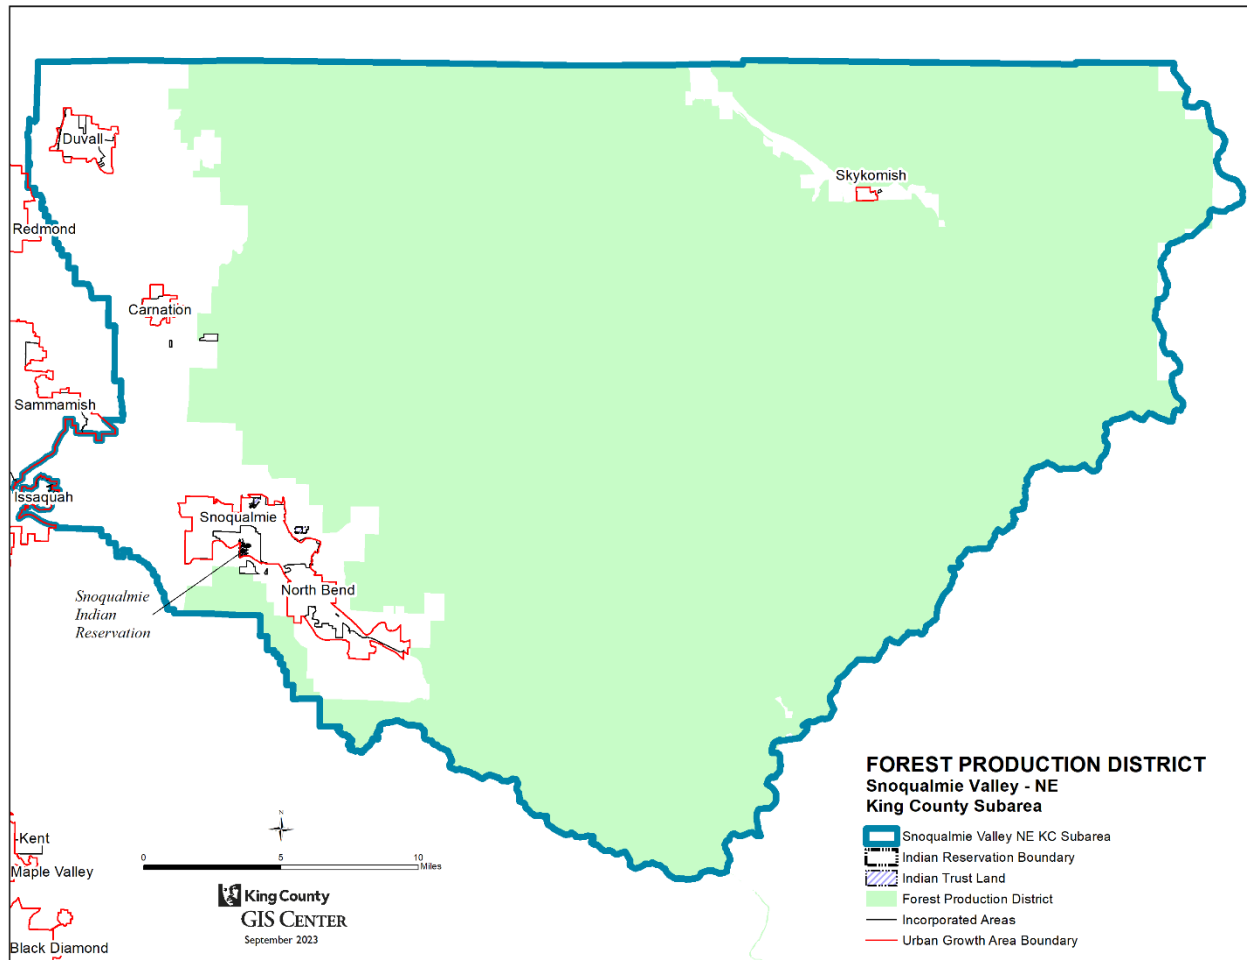 Duvall
Skykomish
Redmond
Carnation
Sammamish
Issaquah
Snoqualmie
North Bend
Snoqualmie
Indian
Reservation
FOREST PRODUCTION DISTRICT
Snoqualmie Valley - NE
King County Subarea
Snoqualmie Valley NE KC Subarea
Indian Reservation Boundary
Indian Trust Land
Forest Production District
Incorporated Areas
Urban Growth Area Boundary
N
0 5 10
Miles
King County
GIS CENTER
September 2023
Kent
Maple Valley
Black Diamond